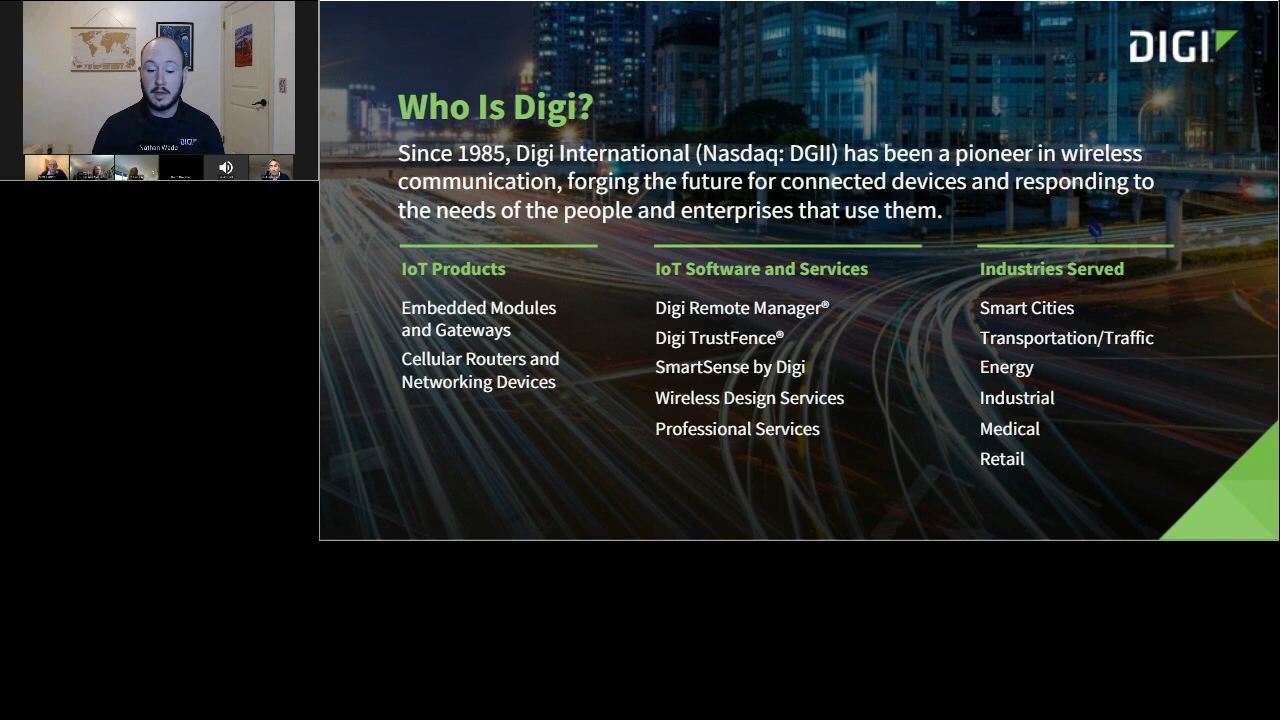 Nathan Wade
DIGI
DIGI
Who Is Digi?
Since 1985, Digi International (Nasdaq: DGII) has been a pioneer in wireless
communication, forging the future for connected devices and responding to
the needs of the people and enterprises that use them.
IoT Products
Embedded Modules
and Gateways
Cellular Routers and
Networking Devices
IoT Software and Services
Digi Remote Manager®
Digi TrustFence®
SmartSense by Digi
Wireless Design Services
Professional Services
Industries Served
Smart Cities
Transportation/Traffic
Energy
Industrial
Medical
Retail